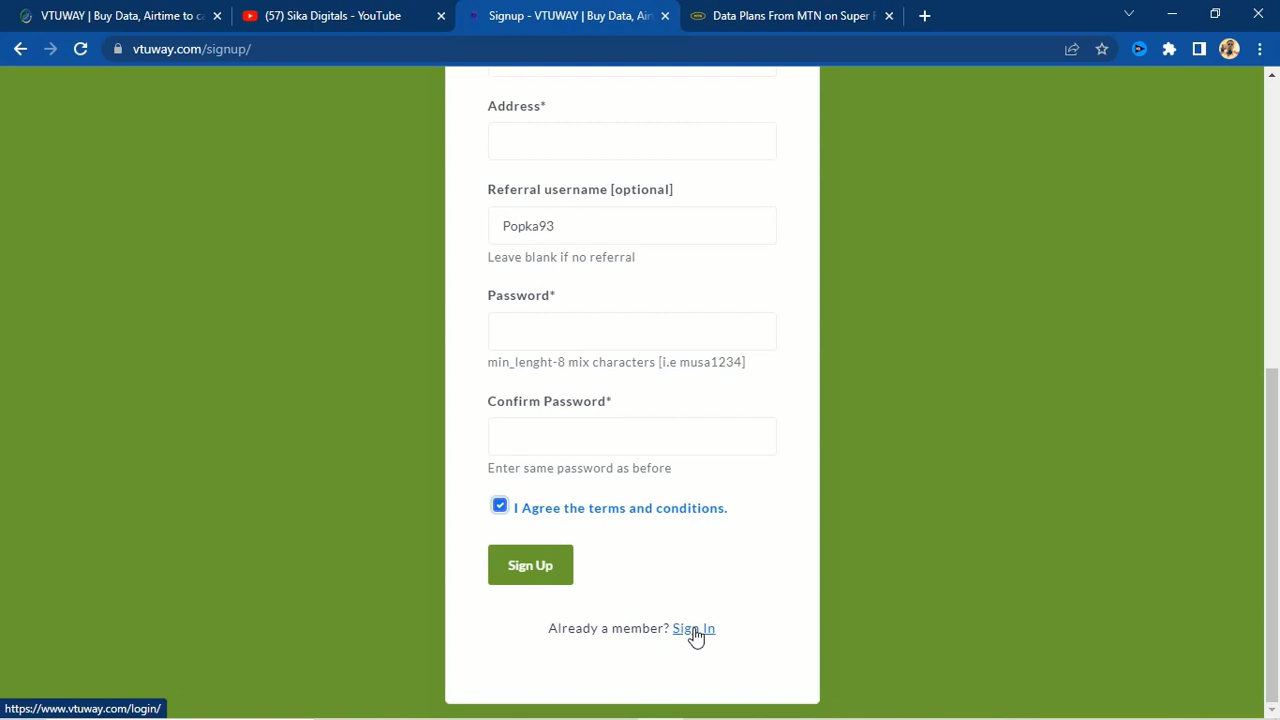 VTUWAY | Buy Data, Airtime to ca
(57) Sika Digitals - YouTube
Signup - VTUWAY | Buy Data, Airt
Data Plans From MTN on Super F
vtuway.com/signup/
Address*
Referral username [optional]
Popka93
Leave blank if no referral
Password*
min_lenght-8 mix characters [i.e musa1234]
Confirm Password*
Enter same password as before
I Agree the terms and conditions.
Sign Up
Already a member? Sign In
https://www.vtuway.com/login/